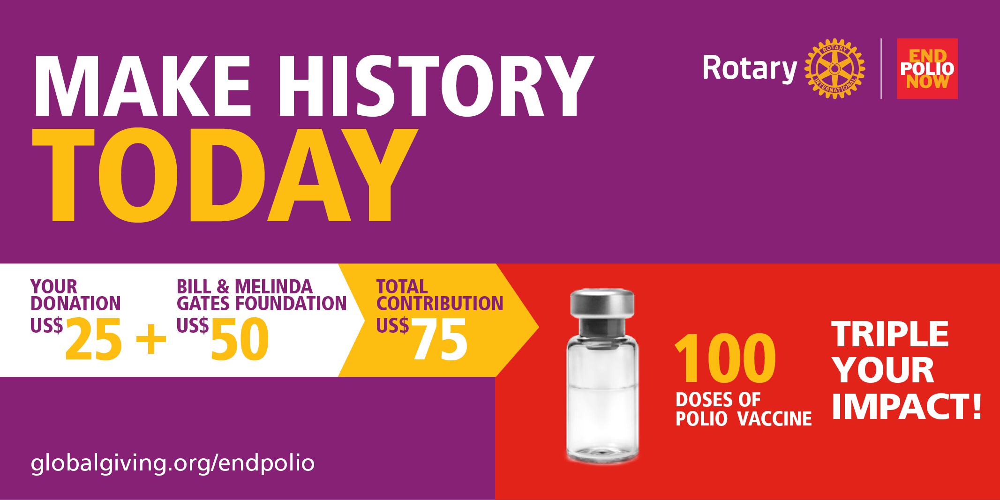 MAKE HISTORY
TODAY
Rotary
ROTARY
INTERNATIONAL
END
POLIO
NOW
YOUR
DONATION
US$25
+
BILL & MELINDA
GATES FOUNDATION
US$50
TOTAL
CONTRIBUTION
US$75
100
DOSES OF
POLIO VACCINE
TRIPLE
YOUR
IMPACT!
globalgiving.org/endpolio